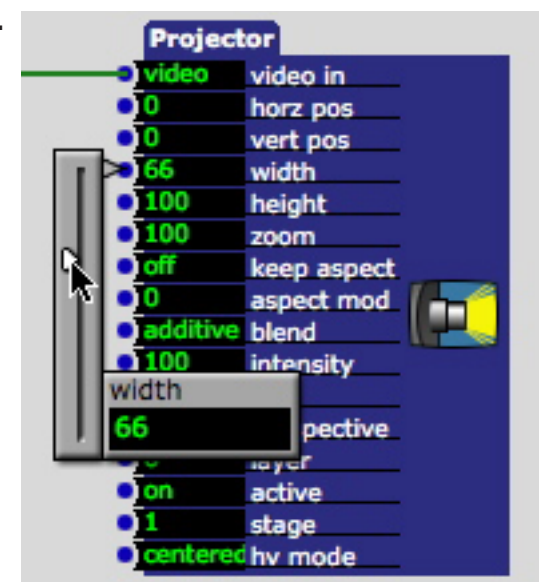 Projector
video video in
0 horz pos
0 vert pos
66 width
100 height
100 zoom
off keep aspect
0 aspect mod
additive blend
100 intensity
width
66
pective
layer
on active
1 stage
centered hv mode